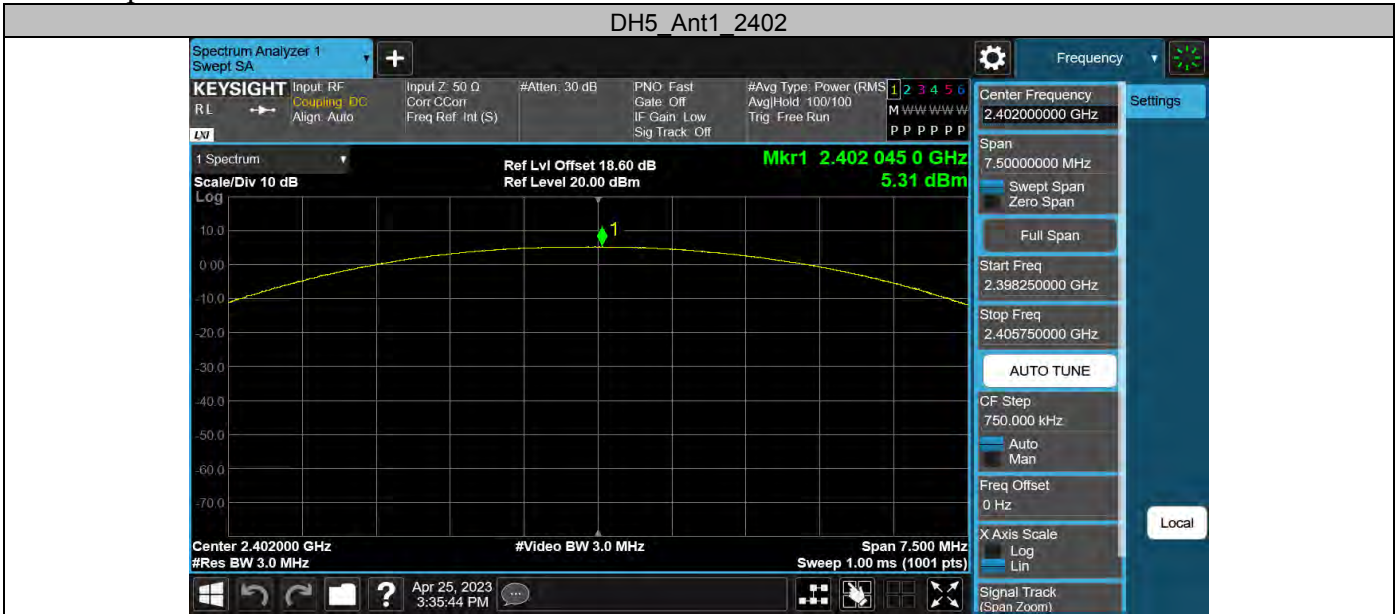 DH5_Ant1_2402
Spectrum Analyzer 1
Swept SA
Frequency
KEYSIGHT
RL
LXI
Input: RF
Coupling: DC
Align: Auto
Input Z: 50 Ω
Corr CCorr
Freq Ref: Int (S)
#Atten: 30 dB
PNO: Fast
Gate: Off
IF Gain: Low
Sig Track: Off
#Avg Type: Power (RMS
Avg|Hold: 100/100
Trig: Free Run
1 2 3 4 5 6
M W W W W W
P P P P P P
Center Frequency
2.402000000 GHz
Settings
Span
7.50000000 MHz
Swept Span
Zero Span
Full Span
Start Freq
2.398250000 GHz
Stop Freq
2.405750000 GHz
AUTO TUNE
CF Step
750.000 kHz
Auto
Man
Freq Offset
0 Hz
X Axis Scale
Log
Lin
Signal Track
(Span Zoom)
Local
1 Spectrum
Scale/Div 10 dB
Log
Ref Lvl Offset 18.60 dB
Ref Level 20.00 dBm
Mkr1 2.402 045 0 GHz
5.31 dBm
1
10.0
0.00
-10.0
-20.0
-30.0
-40.0
-50.0
-60.0
-70.0
Center 2.402000 GHz
#Res BW 3.0 MHz
#Video BW 3.0 MHz
Span 7.500 MHz
Sweep 1.00 ms (1001 pts)
?
Apr 25, 2023
3:35:44 PM